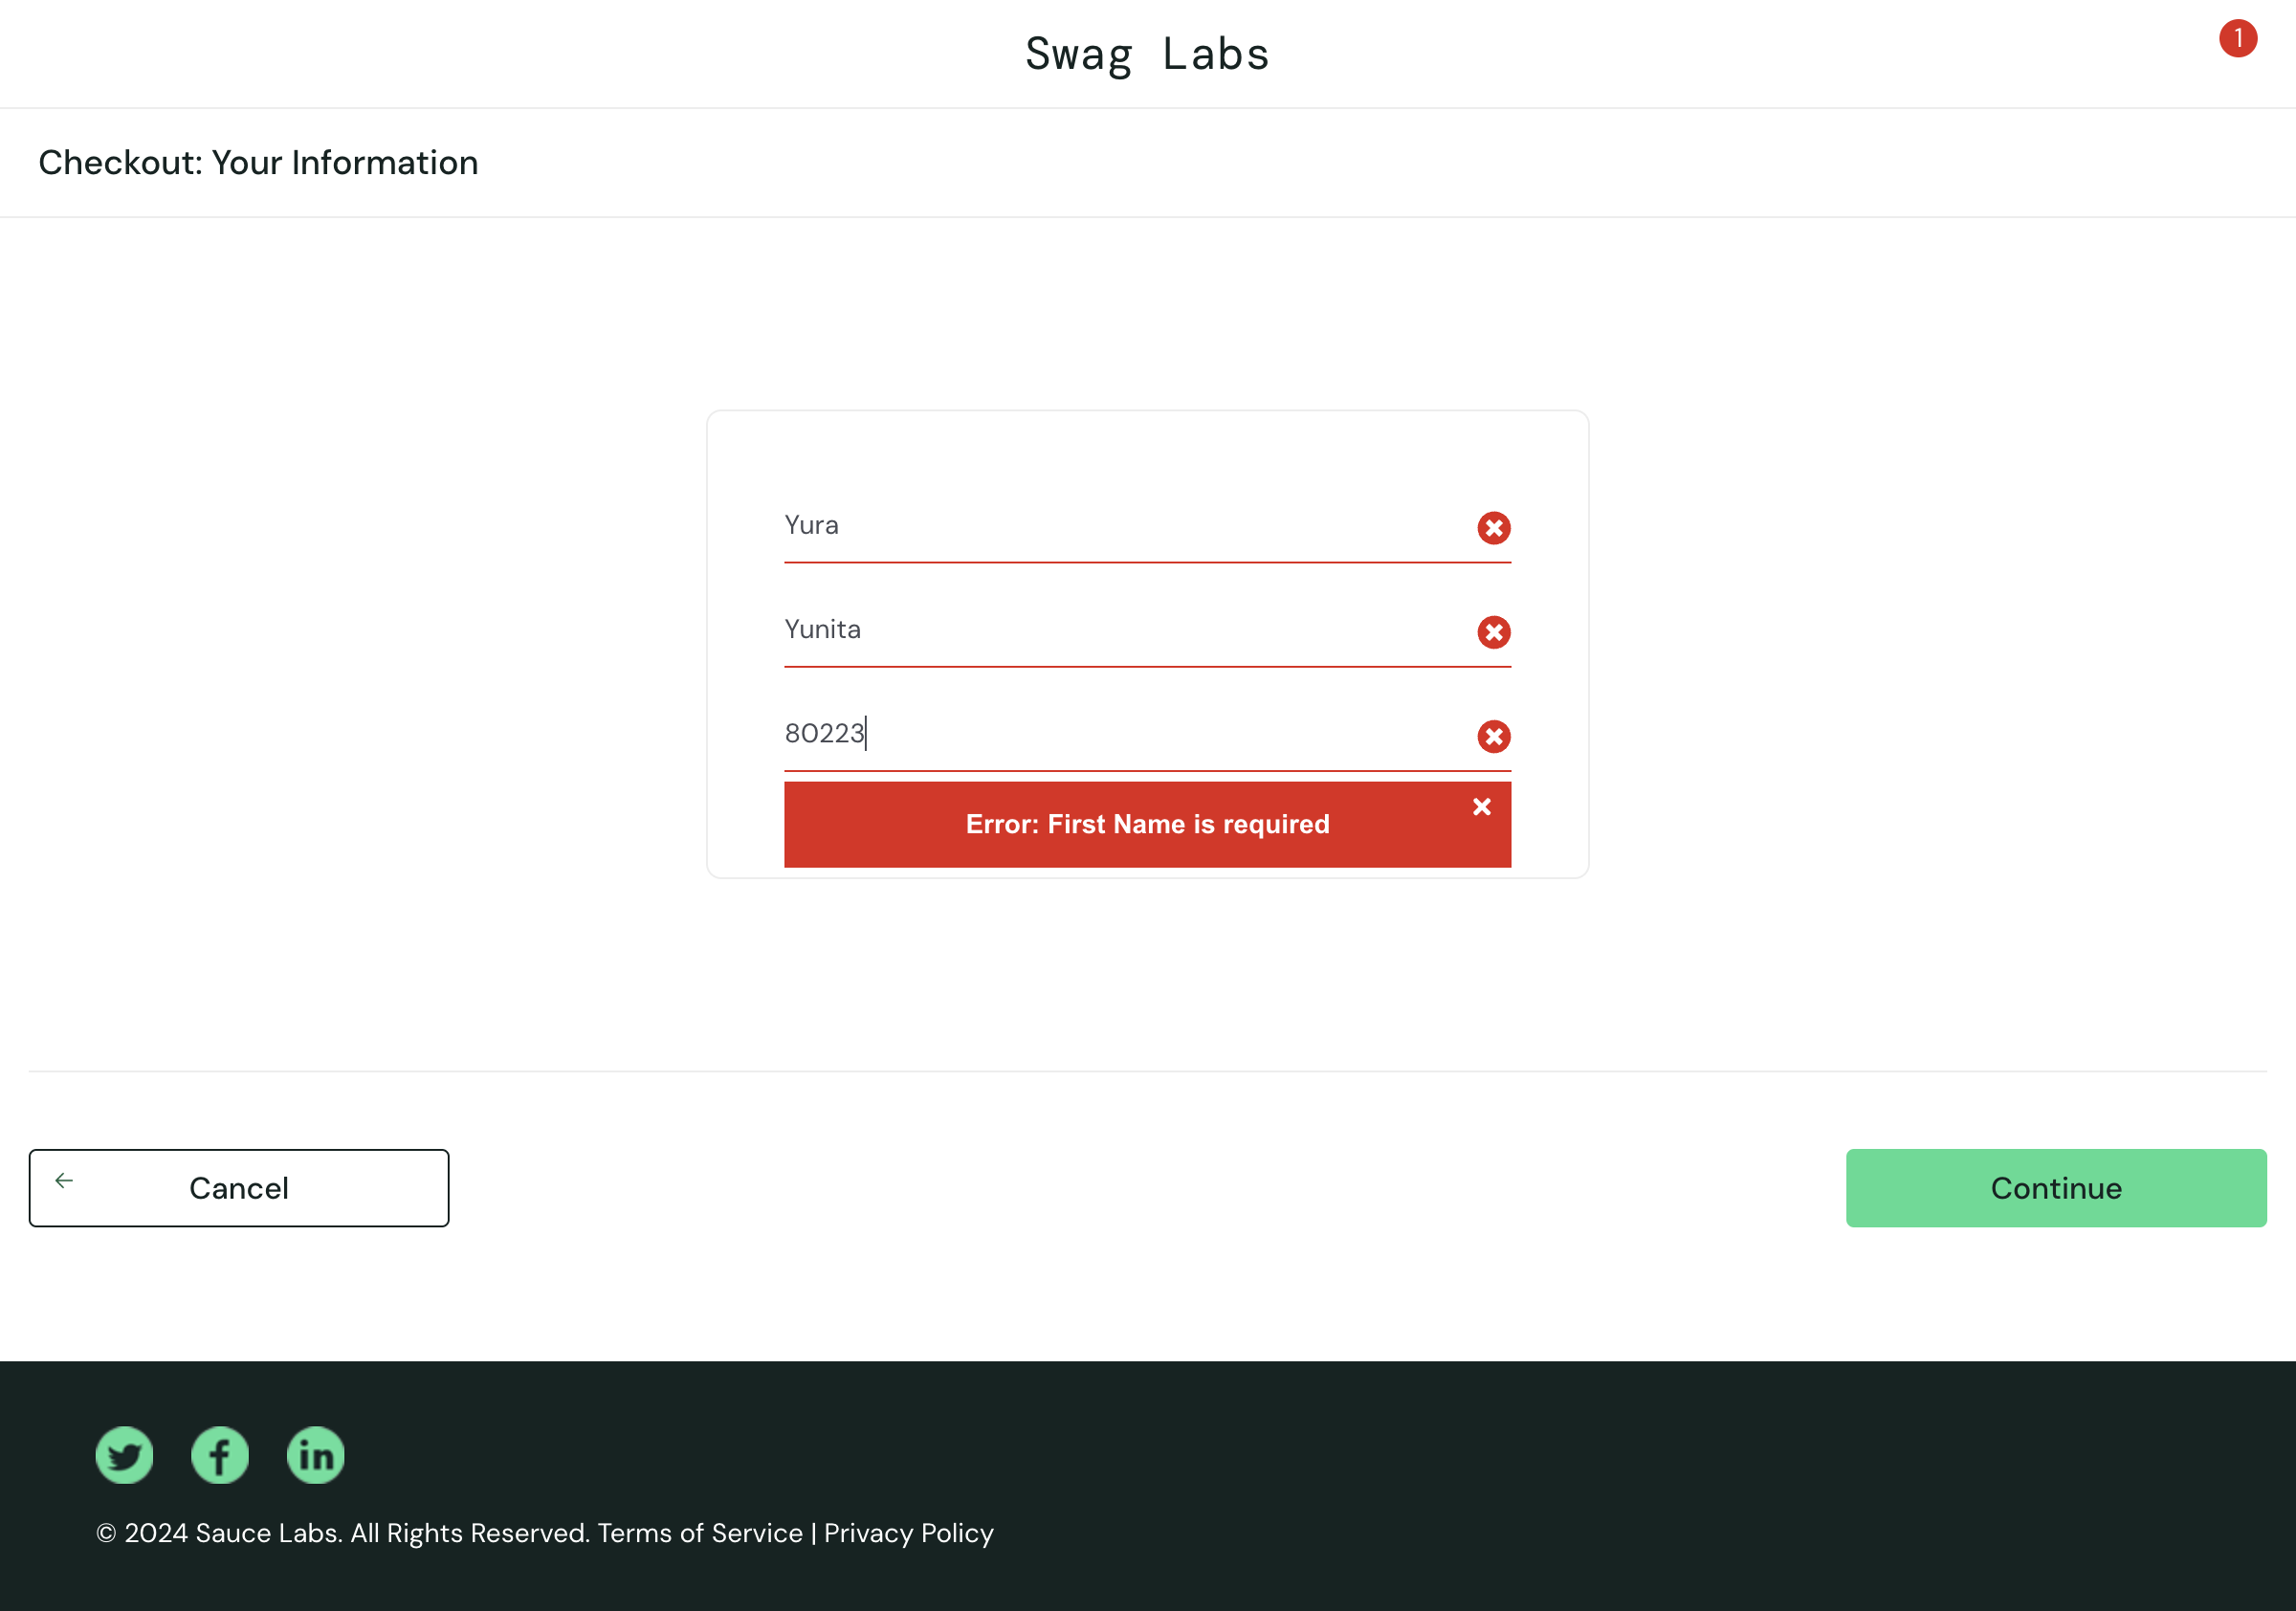 Swag Labs
1
Checkout: Your Information
Yura
Yunita
80223
Error: First Name is required
Cancel
Continue
© 2024 Sauce Labs. All Rights Reserved. Terms of Service | Privacy Policy